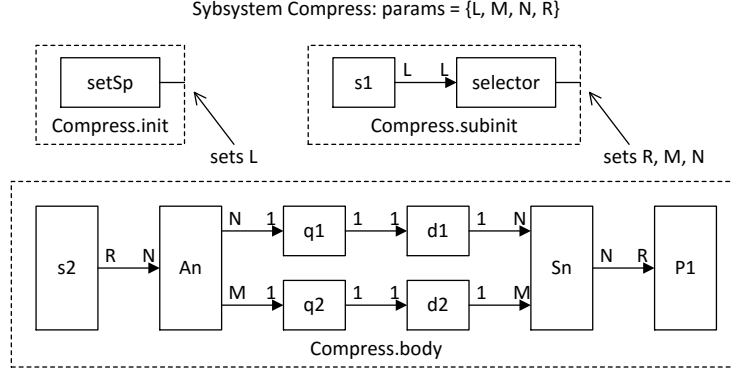 Sybsystem Compress: params = {L, M, N, R}
setSp
Compress.init
sets L
s1
L
L
selector
Compress.subinit
sets R, M, N
s2
R
N
An
N
1
q1
1
1
d1
1
N
M
1
q2
1
1
d2
1
M
Sn
N
R
P1
Compress.body